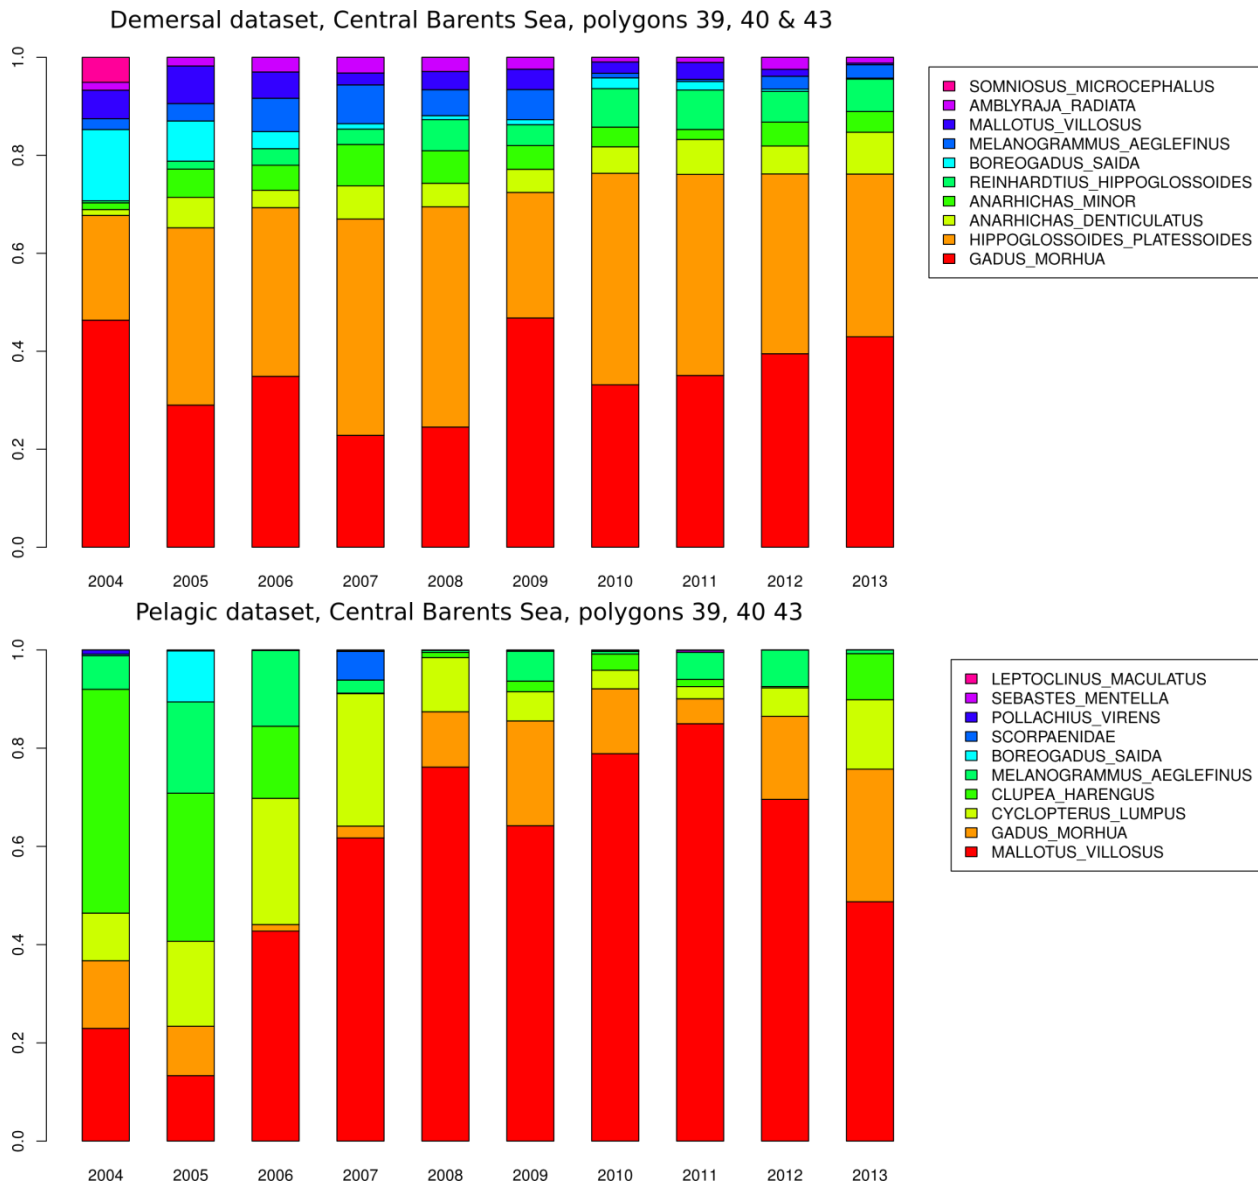 Demersal dataset, Central Barents Sea, polygons 39, 40 & 43
1.0
0.8
0.6
0.4
0.2
0.0
2004 2005 2006 2007 2008 2009 2010 2011 2012 2013
SOMNIOSUS_MICROCEPHALUS
AMBLYRAJA_RADIATA
MALLOTUS_VILLOSUS
MELANOGRAMMUS_AEGLEFINUS
BOREOGADUS_SAIDA
REINHARDTIUS_HIPPOGLOSSOIDES
ANARHICHAS_MINOR
ANARHICHAS_DENTICULATUS
HIPPOGLOSSOIDES_PLATESSOIDES
GADUS_MORHUA
Pelagic dataset, Central Barents Sea, polygons 39, 40 43
1.0
0.8
0.6
0.4
0.2
0.0
2004 2005 2006 2007 2008 2009 2010 2011 2012 2013
LEPTOCLINUS_MACULATUS
SEBASTES_MENTELLA
POLLACHIUS_VIRENS
SCORPAENIDAE
BOREOGADUS_SAIDA
MELANOGRAMMUS_AEGLEFINUS
CLUPEA_HARENGUS
CYCLOPTERUS_LUMPUS
GADUS_MORHUA
MALLOTUS_VILLOSUS